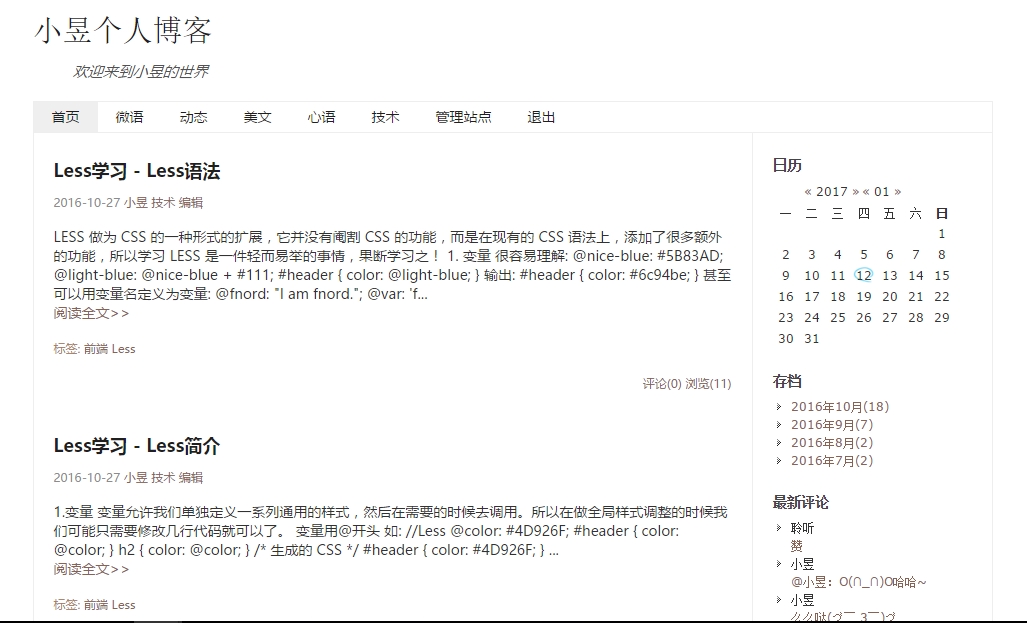 小昱个人博客
欢迎来到小昱的世界
首页 微语 动态 美文 心语 技术 管理站点 退出
Less学习 - Less语法
2016-10-27 小昱 技术 编辑
LESS 做为 CSS 的一种形式的扩展，它并没有阉割 CSS 的功能，而是在现有的 CSS 语法上，添加了很多额外
的功能，所以学习 LESS 是一件轻而易举的事情，果断学习之！ 1. 变量 很容易理解: @nice-blue: #5B83AD;
@light-blue: @nice-blue + #111; #header { color: @light-blue; } 输出: #header { color: #6c94be; } 甚至
可以用变量名定义为变量: @fnord: "I am fnord."; @var: 'f...
阅读全文>>
标签: 前端 Less
评论(0) 浏览(11)
Less学习 - Less简介
2016-10-27 小昱 技术 编辑
1.变量 变量允许我们单独定义一系列通用的样式，然后在需要的时候去调用。所以在做全局样式调整的时候我
们可能只需要修改几行代码就可以了。 变量用@开头 如: //Less @color: #4D926F; #header { color:
@color; } h2 { color: @color; } /* 生成的 CSS */ #header { color: #4D926F; } ...
阅读全文>>
标签: 前端 Less
日历
« 2017 » « 01 »
一 二 三 四 五 六 日
1
2 3 4 5 6 7 8
9 10 11 12 13 14 15
16 17 18 19 20 21 22
23 24 25 26 27 28 29
30 31
存档
2016年10月(18)
2016年9月(7)
2016年8月(2)
2016年7月(2)
最新评论
聆听
赞
小昱
@小昱：O(∩_∩)O哈哈~
小昱
么么哒(づ￣ 3￣)づ